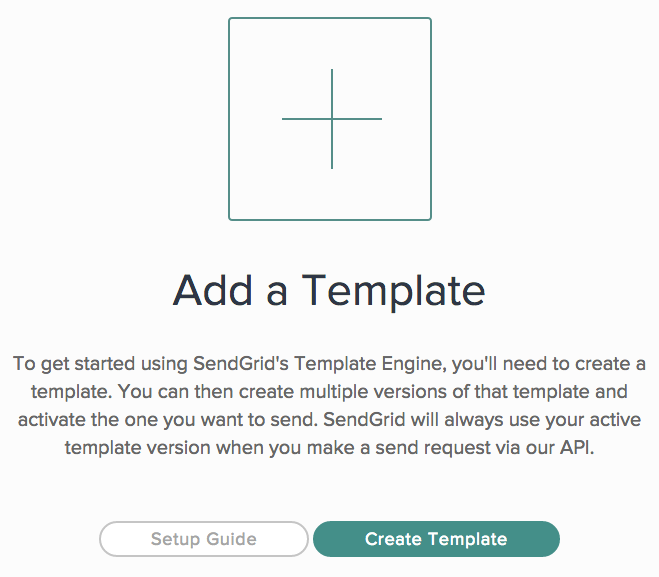 Add a Template
To get started using SendGrid's Template Engine, you'll need to create a
template. You can then create multiple versions of that template and
activate the one you want to send. SendGrid will always use your active
template version when you make a send request via our API.
Setup Guide
Create Template